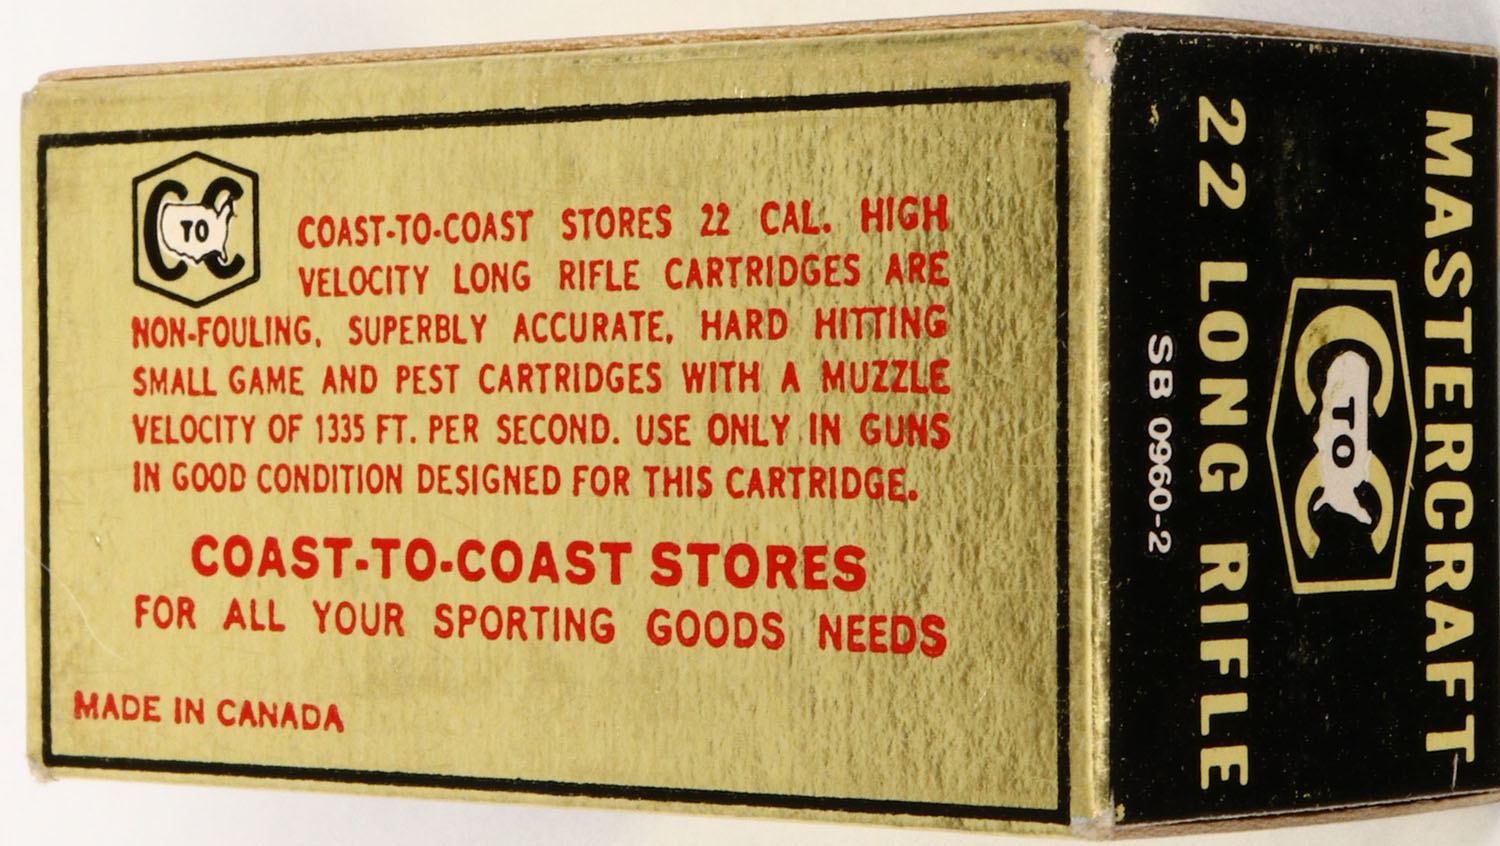 C TO C
COAST-TO-COAST STORES 22 CAL. HIGH
VELOCITY LONG RIFLE CARTRIDGES ARE
NON-FOULING, SUPERBLY ACCURATE, HARD HITTING
SMALL GAME AND PEST CARTRIDGES WITH A MUZZLE
VELOCITY OF 1335 FT. PER SECOND. USE ONLY IN GUNS
IN GOOD CONDITION DESIGNED FOR THIS CARTRIDGE.
COAST-TO-COAST STORES
FOR ALL YOUR SPORTING GOODS NEEDS
MADE IN CANADA
MASTERCRAFT
C TO C
22 LONG RIFLE
SB 0960-2